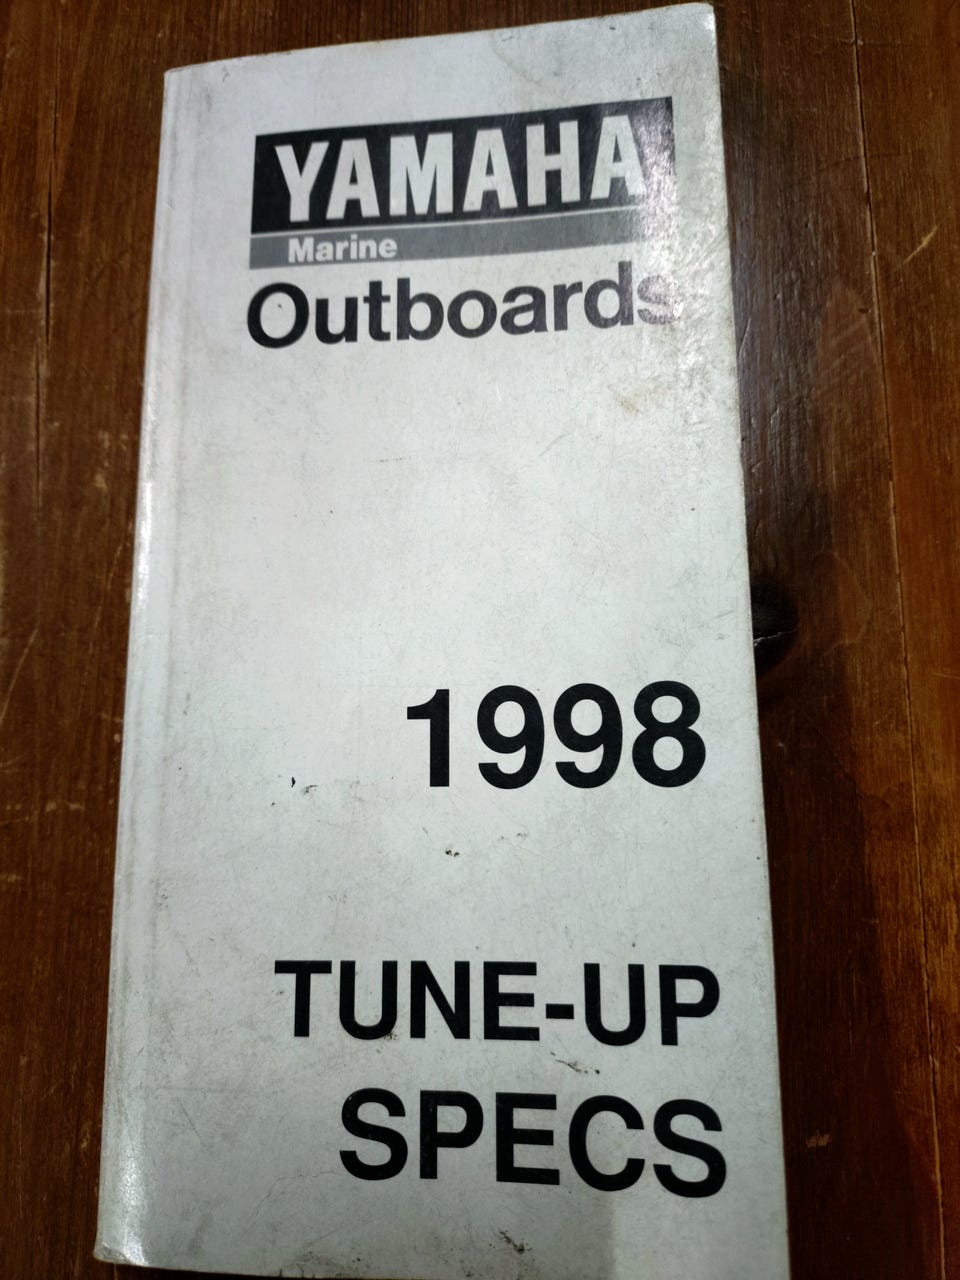 YAMAHA
Marine
Outboards
1998
TUNE-UP
SPECS